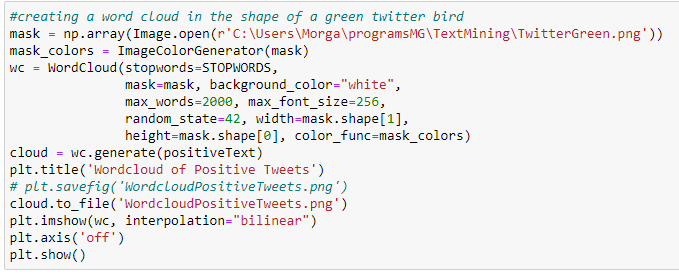 #creating a word cloud in the shape of a green twitter bird
mask = np.array(Image.open(r'C:\Users\Morga\programsMG\TextMining\TwitterGreen.png'))
mask_colors = ImageColorGenerator(mask)
wc = WordCloud(stopwords=STOPWORDS,
               mask=mask, background_color="white",
               max_words=2000, max_font_size=256,
               random_state=42, width=mask.shape[1],
               height=mask.shape[0], color_func=mask_colors)
cloud = wc.generate(positiveText)
plt.title('Wordcloud of Positive Tweets')
# plt.savefig('WordcloudPositiveTweets.png')
cloud.to_file('WordcloudPositiveTweets.png')
plt.imshow(wc, interpolation="bilinear")
plt.axis('off')
plt.show()